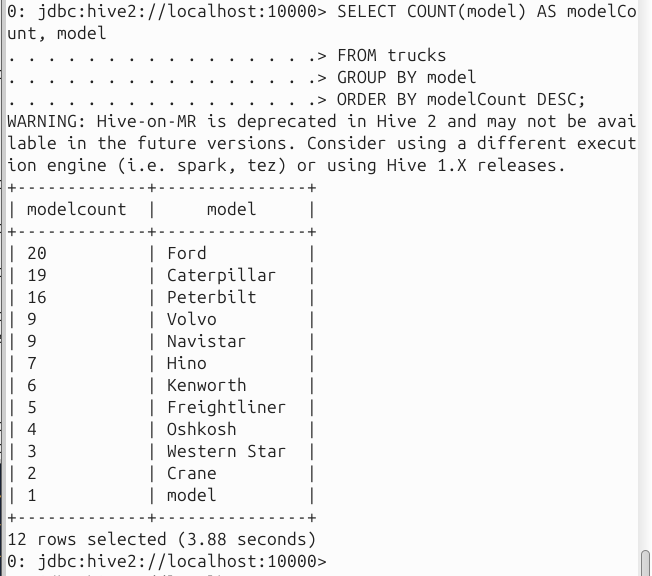 0: jdbc:hive2://localhost:10000> SELECT COUNT(model) AS modelCo
unt, model
. . . . . . . . . . . . . . . .> FROM trucks
. . . . . . . . . . . . . . . .> GROUP BY model
. . . . . . . . . . . . . . . .> ORDER BY modelCount DESC;
WARNING: Hive-on-MR is deprecated in Hive 2 and may not be avai
lable in the future versions. Consider using a different execut
ion engine (i.e. spark, tez) or using Hive 1.X releases.
+-------------+---------------+
| modelcount | model |
+-------------+---------------+
| 20 | Ford |
| 19 | Caterpillar |
| 16 | Peterbilt |
| 9 | Volvo |
| 9 | Navistar |
| 7 | Hino |
| 6 | Kenworth |
| 5 | Freightliner |
| 4 | Oshkosh |
| 3 | Western Star |
| 2 | Crane |
| 1 | model |
+-------------+---------------+
12 rows selected (3.88 seconds)
0: jdbc:hive2://localhost:10000>